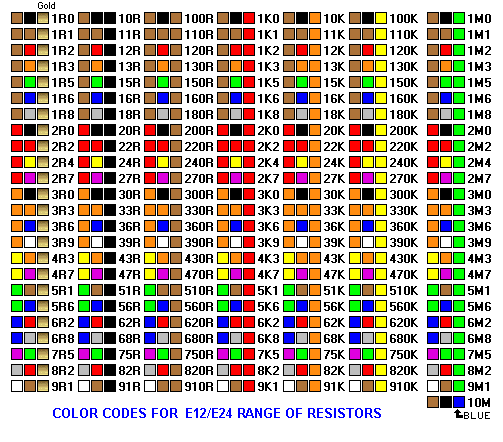 Gold
1R0 10R 100R 1K0 10K 100K 1M0
1R1 11R 110R 1K1 11K 110K 1M1
1R2 12R 120R 1K2 12K 120K 1M2
1R3 13R 130R 1K3 13K 130K 1M3
1R5 15R 150R 1K5 15K 150K 1M5
1R6 16R 160R 1K6 16K 160K 1M6
1R8 18R 180R 1K8 18K 180K 1M8
2R0 20R 200R 2K0 20K 200K 2M0
2R2 22R 220R 2K2 22K 220K 2M2
2R4 24R 240R 2K4 24K 240K 2M4
2R7 27R 270R 2K7 27K 270K 2M7
3R0 30R 300R 3K0 30K 300K 3M0
3R3 33R 330R 3K3 33K 330K 3M3
3R6 36R 360R 3K6 36K 360K 3M6
3R9 39R 390R 3K9 39K 390K 3M9
4R3 43R 430R 4K3 43K 430K 4M3
4R7 47R 470R 4K7 47K 470K 4M7
5R1 51R 510R 5K1 51K 510K 5M1
5R6 56R 560R 5K6 56K 560K 5M6
6R2 62R 620R 6K2 62K 620K 6M2
6R8 68R 680R 6K8 68K 680K 6M8
7R5 75R 750R 7K5 75K 750K 7M5
8R2 82R 820R 8K2 82K 820K 8M2
9R1 91R 910R 9K1 91K 910K 9M1
10M
COLOR CODES FOR E12/E24 RANGE OF RESISTORS
BLUE